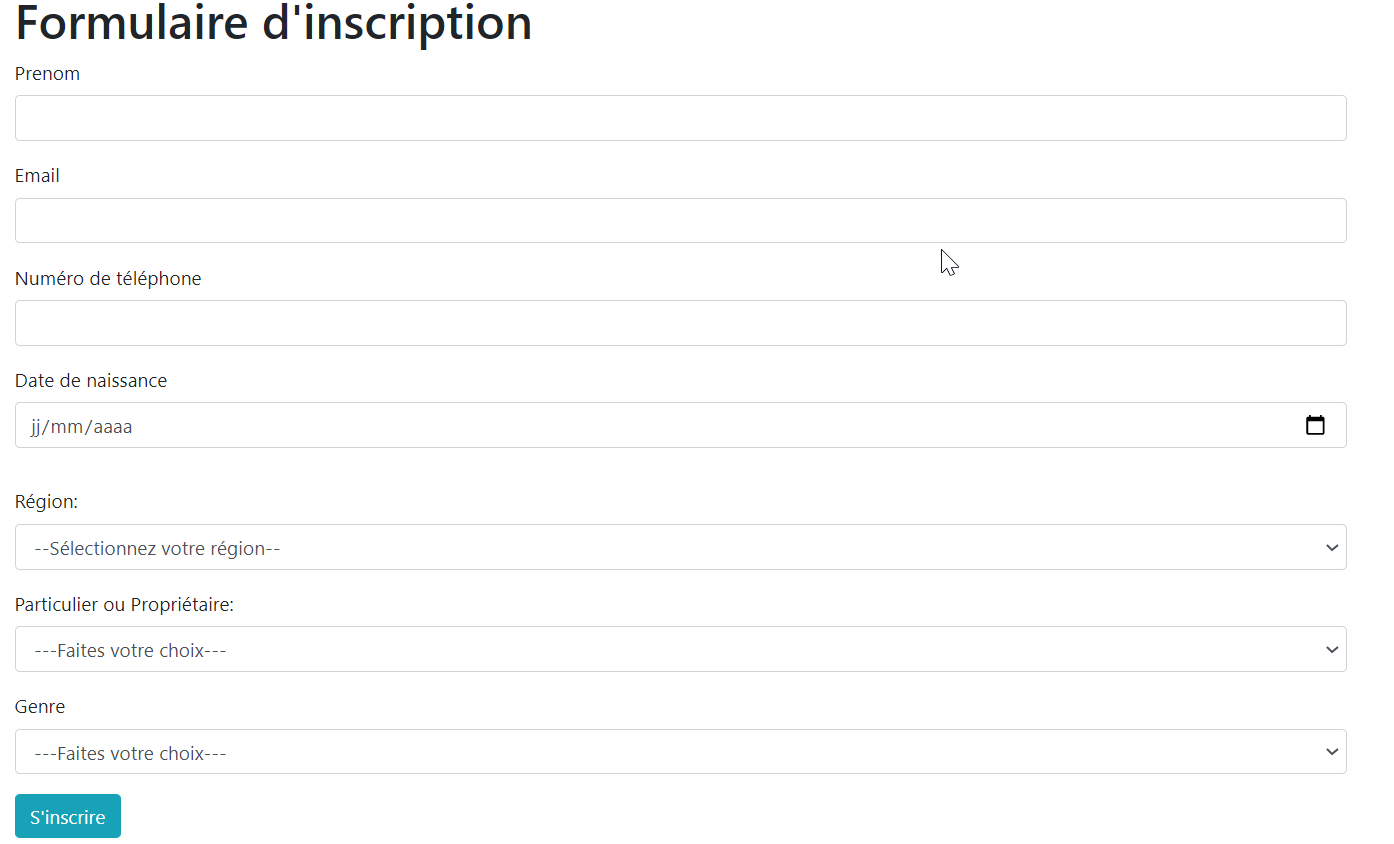 Formulaire d'inscription
Prenom
Email
Numéro de téléphone
Date de naissance
jj/mm/aaaa
Région:
--Sélectionnez votre région--
Particulier ou Propriétaire:
---Faites votre choix---
Genre
---Faites votre choix---
S'inscrire